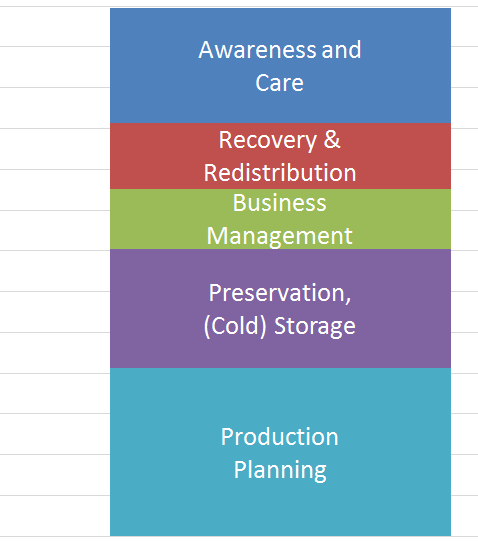 Awareness and
Care
Recovery &
Redistribution
Business
Management
Preservation,
(Cold) Storage
Production
Planning